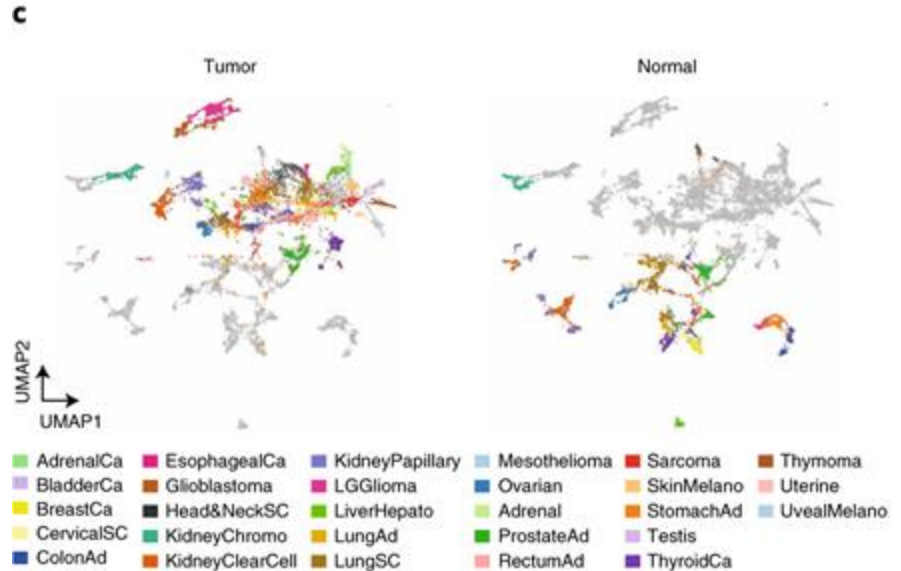 c
Tumor
Normal
UMAP2
UMAP1
AdrenalCa
BladderCa
BreastCa
CervicalSC
ColonAd
EsophagealCa
Glioblastoma
Head&NeckSC
KidneyChromo
KidneyClearCell
KidneyPapillary
LGGlioma
LiverHepato
LungAd
LungSC
Mesothelioma
Ovarian
Adrenal
ProstateAd
RectumAd
Sarcoma
SkinMelano
StomachAd
Testis
ThyroidCa
Thymoma
Uterine
UvealMelano